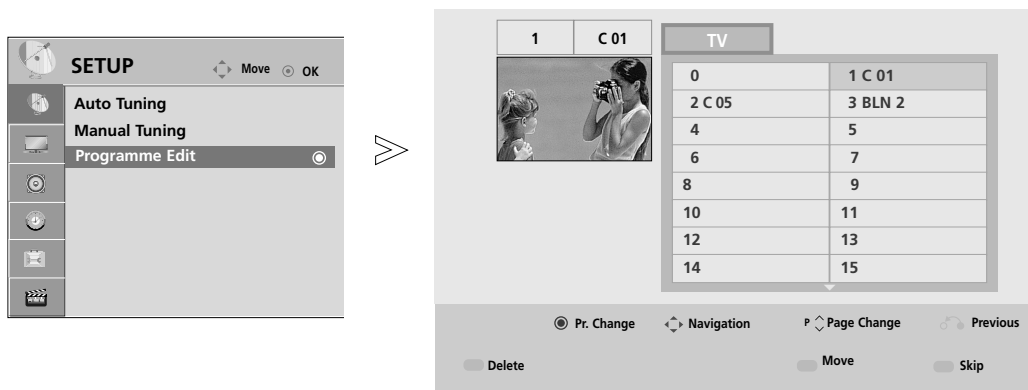 SETUP Move OK
Auto Tuning
Manual Tuning
Programme Edit
1 C 01
TV
0 1 C 01
2 C 05 3 BLN 2
4 5
6 7
8 9
10 11
12 13
14 15
Pr. Change Navigation P Page Change Previous
Delete Move Skip